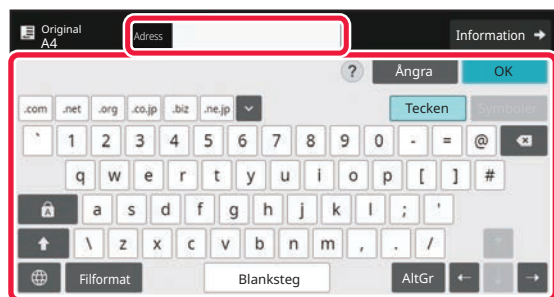 Original
A4
Adress
Information →
? Ångra OK
.com .net .org .co.jp .biz .ne.jp Tecken Symboler
` 1 2 3 4 5 6 7 8 9 0 - = @
q w e r t y u i o p [ ] #
A a s d f g h j k l ; '
\ z x c v b n m , . /
Filformat Blanksteg AltGr ← ↓ →